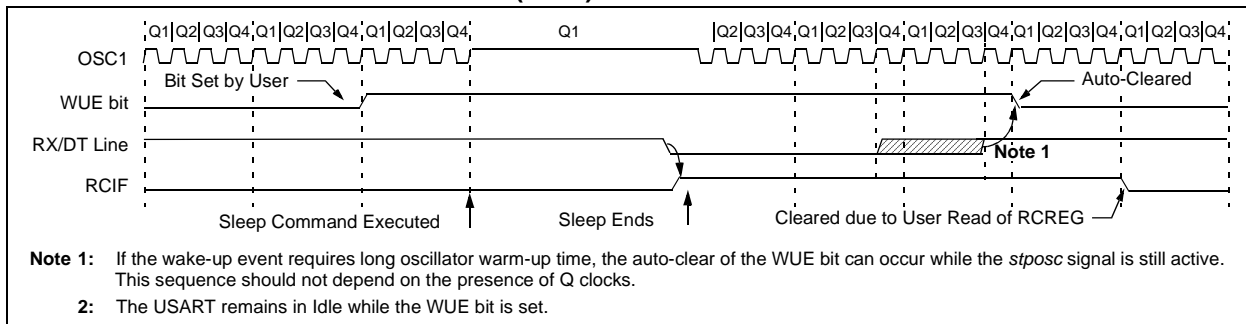 Q1|Q2|Q3|Q4|Q1|Q2|Q3|Q4|Q1|Q2|Q3|Q4 Q1 |Q2|Q3|Q4|Q1|Q2|Q3|Q4|Q1|Q2|Q3|Q4|Q1|Q2|Q3|Q4|Q1|Q2|Q3|Q4
OSC1
Bit Set by User Auto-Cleared
WUE bit
RX/DT Line
Note 1
RCIF
Sleep Command Executed Sleep Ends Cleared due to User Read of RCREG
Note 1: If the wake-up event requires long oscillator warm-up time, the auto-clear of the WUE bit can occur while the stposc signal is still active.
This sequence should not depend on the presence of Q clocks.
2: The USART remains in Idle while the WUE bit is set.